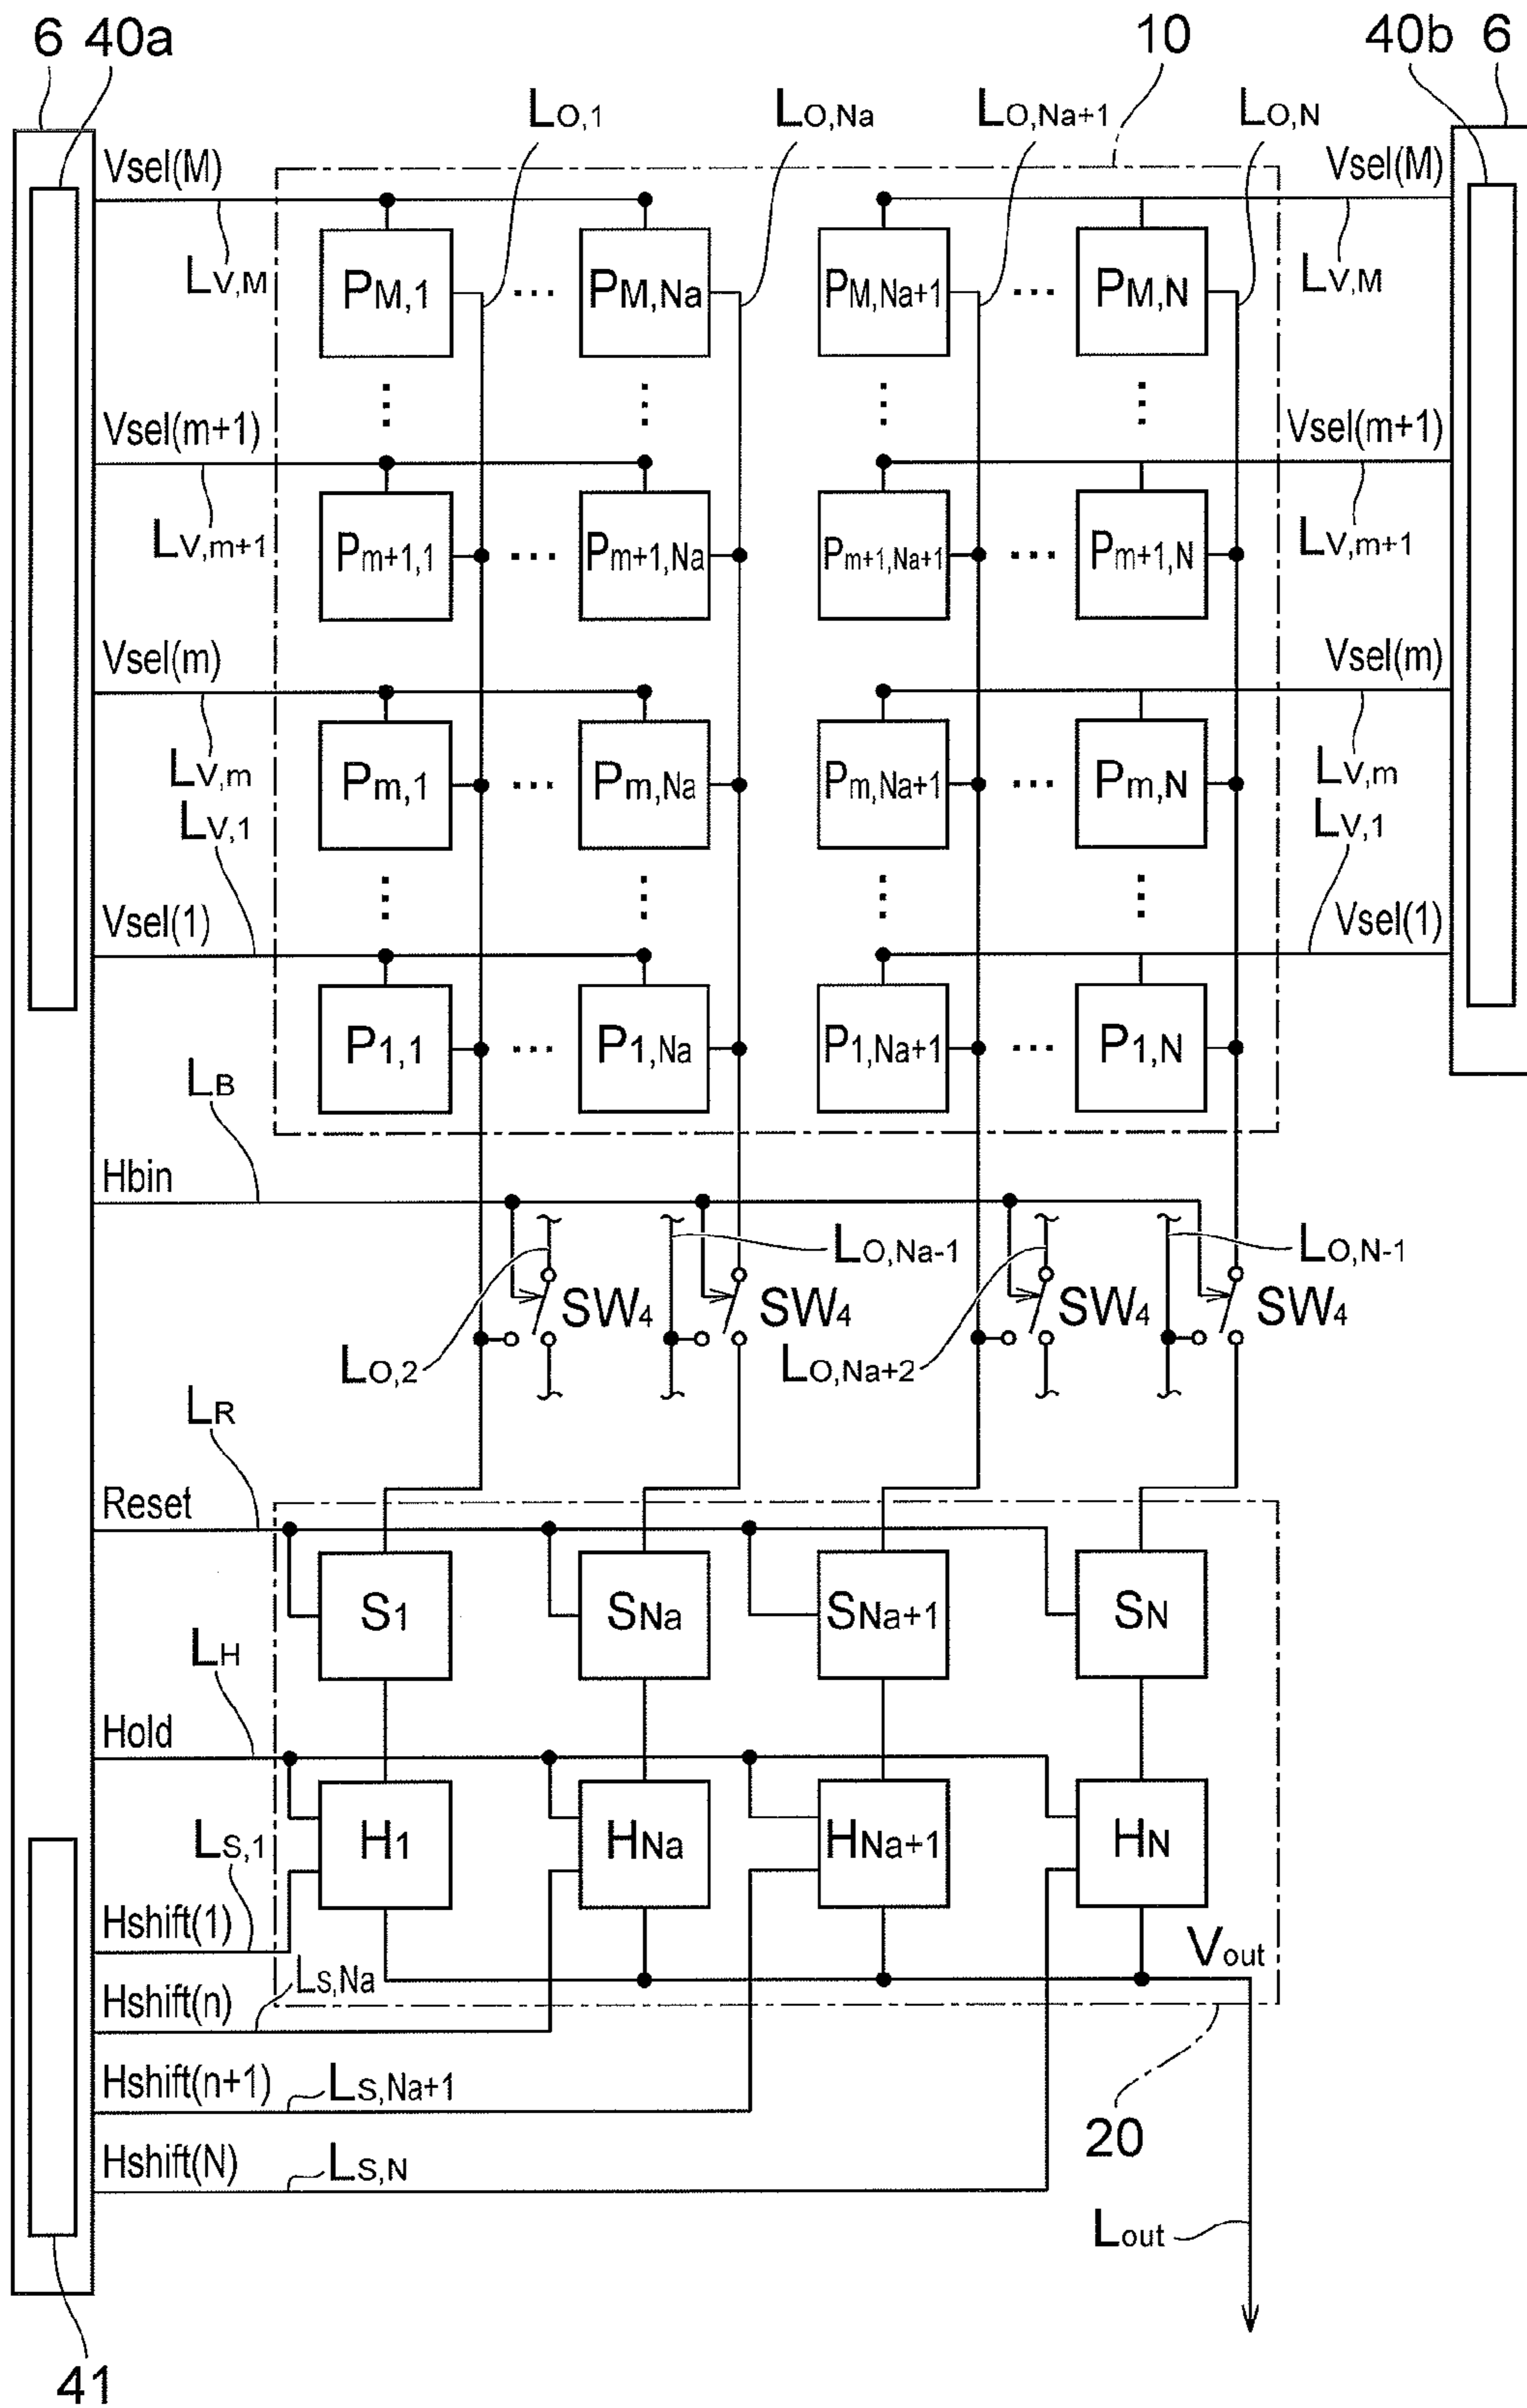 6 40a 10 40b 6
LO,1 LO,Na LO,Na+1 LO,N
Vsel(M) Vsel(M)
LV,M PM,1 ... PM,Na PM,Na+1 ... PM,N LV,M
Vsel(m+1) Vsel(m+1)
LV,m+1 Pm+1,1 ... Pm+1,Na Pm+1,Na+1 ... Pm+1,N LV,m+1
Vsel(m) Vsel(m)
LV,m Pm,1 ... Pm,Na Pm,Na+1 ... Pm,N LV,m
LV,1 LV,1
Vsel(1) Vsel(1)
P1,1 ... P1,Na P1,Na+1 ... P1,N
LB
Hbin
LO,Na-1 LO,N-1
SW4 SW4 SW4 SW4
LO,2 LO,Na+2
LR
Reset
S1 SNa SNa+1 SN
LH
Hold
LS,1 H1 HNa HNa+1 HN
Hshift(1) Vout
LS,Na
Hshift(n)
Hshift(n+1) LS,Na+1
20
Hshift(N) LS,N
Lout
41